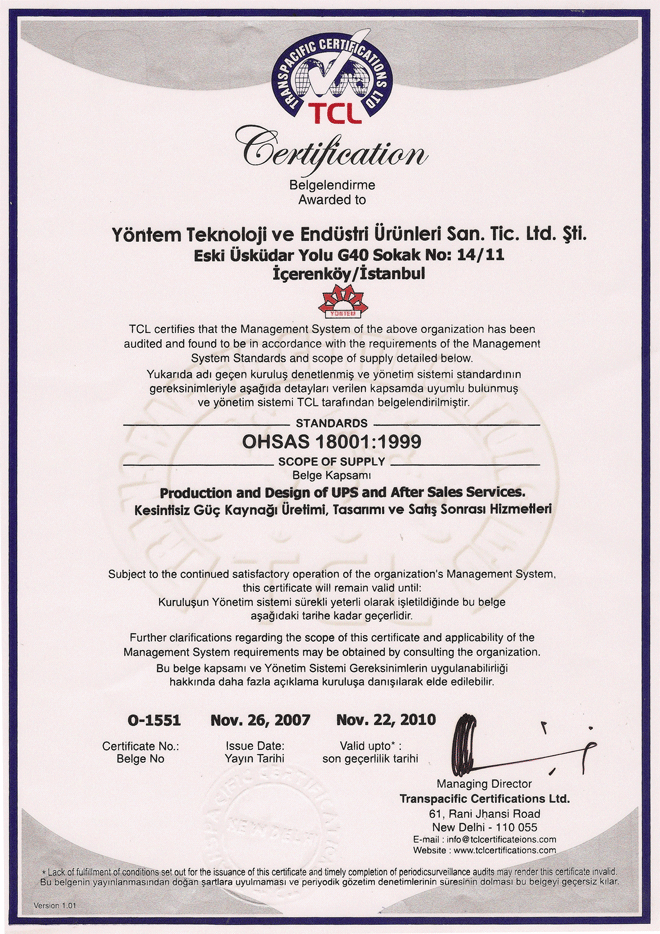 TRANSPACIFIC CERTIFICATIONS LTD
TCL
Certification
Belgelendirme
Awarded to
Yöntem Teknoloji ve Endüstri Ürünleri San. Tic. Ltd. Şti.
Eski Üsküdar Yolu G40 Sokak No: 14/11
İçerenköy/İstanbul
YÖNTEM
TCL certifies that the Management System of the above organization has been
audited and found to be in accordance with the requirements of the Management
System Standards and scope of supply detailed below.
Yukarıda adı geçen kuruluş denetlenmiş ve yönetim sistemi standardının
gereksinimleriyle aşağıda detayları verilen kapsamda uyumlu bulunmuş
ve yönetim sistemi TCL tarafından belgelendirilmiştir.
STANDARDS
OHSAS 18001:1999
SCOPE OF SUPPLY
Belge Kapsamı
Production and Design of UPS and After Sales Services.
Kesintisiz Güç Kaynağı Üretimi, Tasarımı ve Satış Sonrası Hizmetleri
Subject to the continued satisfactory operation of the organization's Management System,
this certificate will remain valid until:
Kuruluşun Yönetim sistemi sürekli yeterli olarak işletildiğinde bu belge
aşağıdaki tarihe kadar geçerlidir.
Further clarifications regarding the scope of this certificate and applicability of the
Management System requirements may be obtained by consulting the organization.
Bu belge kapsamı ve Yönetim Sistemi Gereksinimlerin uygulanabilirliği
hakkında daha fazla açıklama kuruluşa danışılarak elde edilebilir.
O-1551 Nov. 26, 2007 Nov. 22, 2010
Certificate No.: Issue Date: Valid upto* :
Belge No Yayın Tarihi son geçerlilik tarihi
Managing Director
Transpacific Certifications Ltd.
61, Rani Jhansi Road
New Delhi - 110 055
E-mail : info@tclcertificateions.com
Website : www.tclcertificateions.com
NEW DELHI
* Lack of fulfillment of conditions set out for the issuance of this certificate and timely completion of periodicsurveillance audits may render this certificate invalid.
Bu belgenin yayınlanmasından doğan şartlara uyulmaması ve periyodik gözetim denetimlerinin süresinin dolması bu belgeyi geçersiz kılar.
Version 1.01